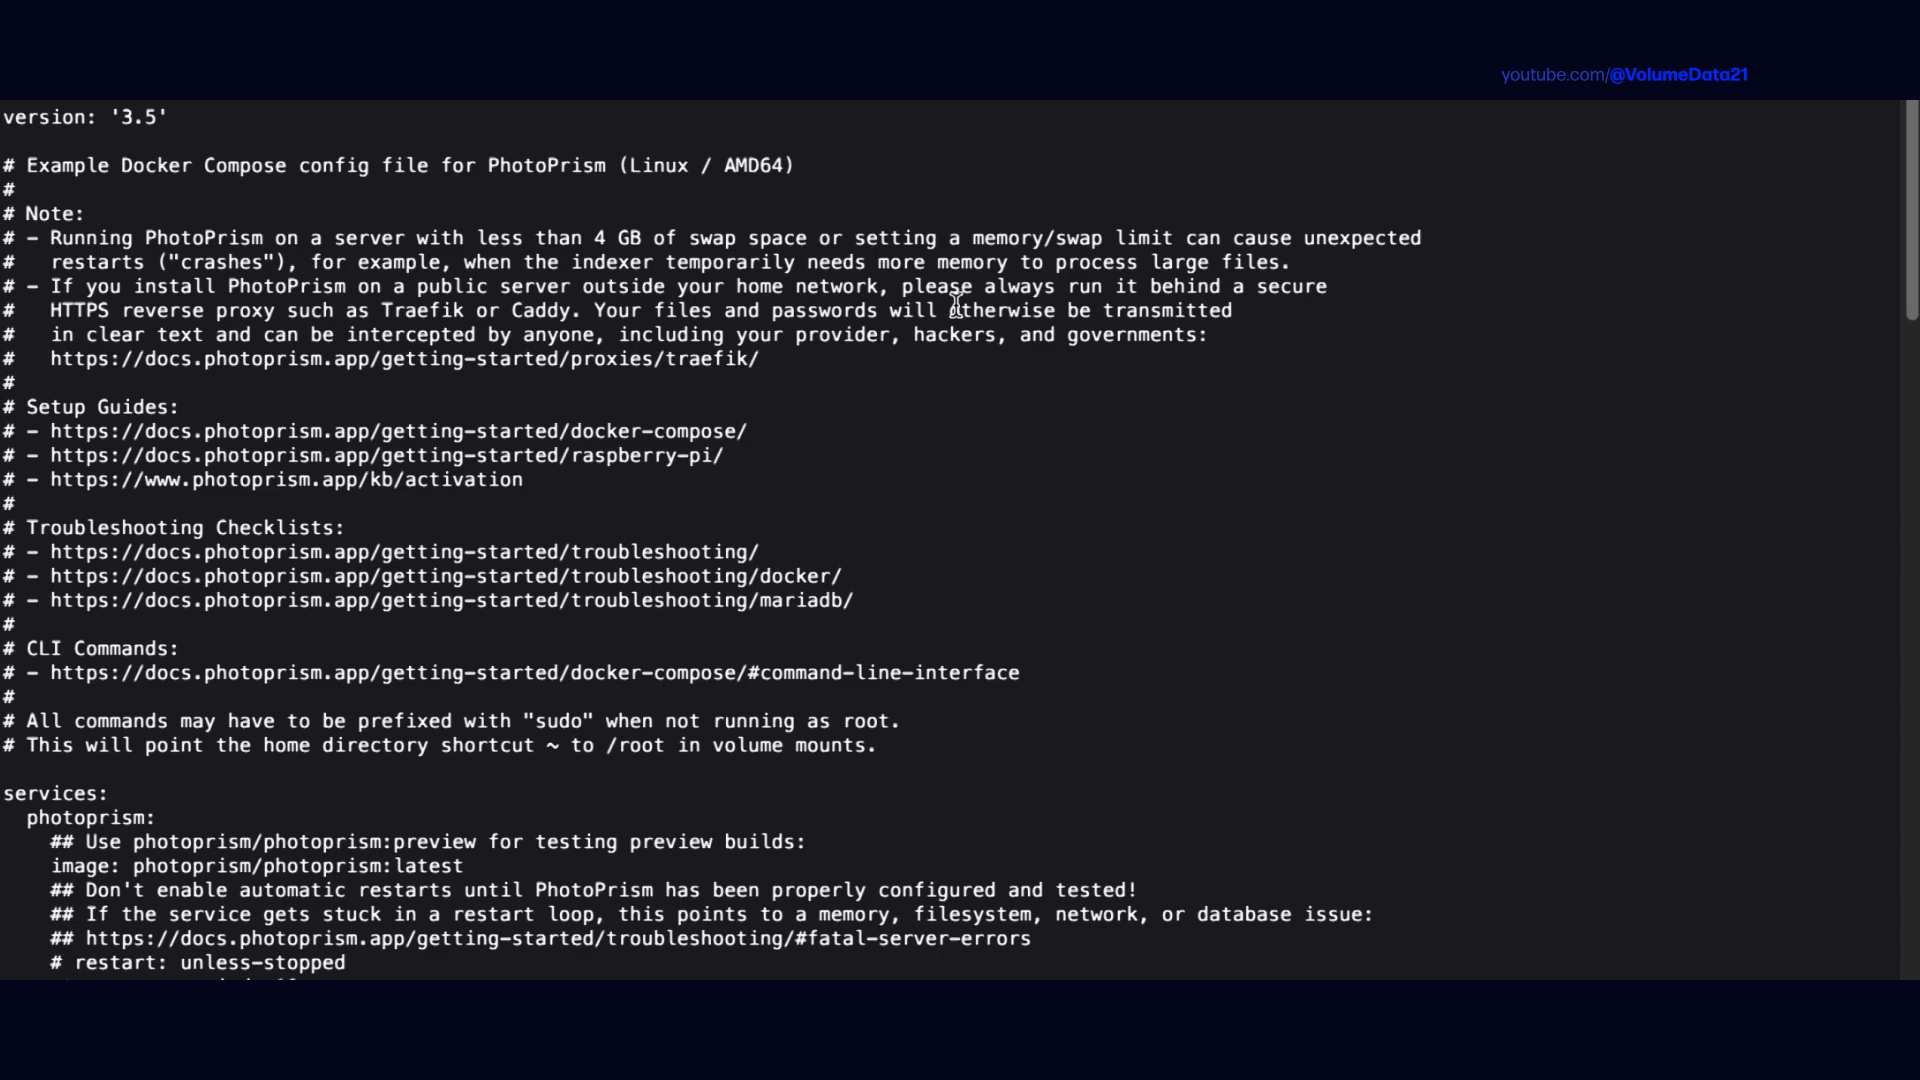 youtube.com/@VolumeData21
version: '3.5'
# Example Docker Compose config file for PhotoPrism (Linux / AMD64)
#
# Note:
# - Running PhotoPrism on a server with less than 4 GB of swap space or setting a memory/swap limit can cause unexpected
#   restarts ("crashes"), for example, when the indexer temporarily needs more memory to process large files.
# - If you install PhotoPrism on a public server outside your home network, please always run it behind a secure
#   HTTPS reverse proxy such as Traefik or Caddy. Your files and passwords will otherwise be transmitted
#   in clear text and can be intercepted by anyone, including your provider, hackers, and governments:
#   https://docs.photoprism.app/getting-started/proxies/traefik/
#
# Setup Guides:
# - https://docs.photoprism.app/getting-started/docker-compose/
# - https://docs.photoprism.app/getting-started/raspberry-pi/
# - https://www.photoprism.app/kb/activation
#
# Troubleshooting Checklists:
# - https://docs.photoprism.app/getting-started/troubleshooting/
# - https://docs.photoprism.app/getting-started/troubleshooting/docker/
# - https://docs.photoprism.app/getting-started/troubleshooting/mariadb/
#
# CLI Commands:
# - https://docs.photoprism.app/getting-started/docker-compose/#command-line-interface
#
# All commands may have to be prefixed with "sudo" when not running as root.
# This will point the home directory shortcut ~ to /root in volume mounts.
services:
  photoprism:
    ## Use photoprism/photoprism:preview for testing preview builds:
    image: photoprism/photoprism:latest
    ## Don't enable automatic restarts until PhotoPrism has been properly configured and tested!
    ## If the service gets stuck in a restart loop, this points to a memory, filesystem, network, or database issue:
    ## https://docs.photoprism.app/getting-started/troubleshooting/#fatal-server-errors
    # restart: unless-stopped